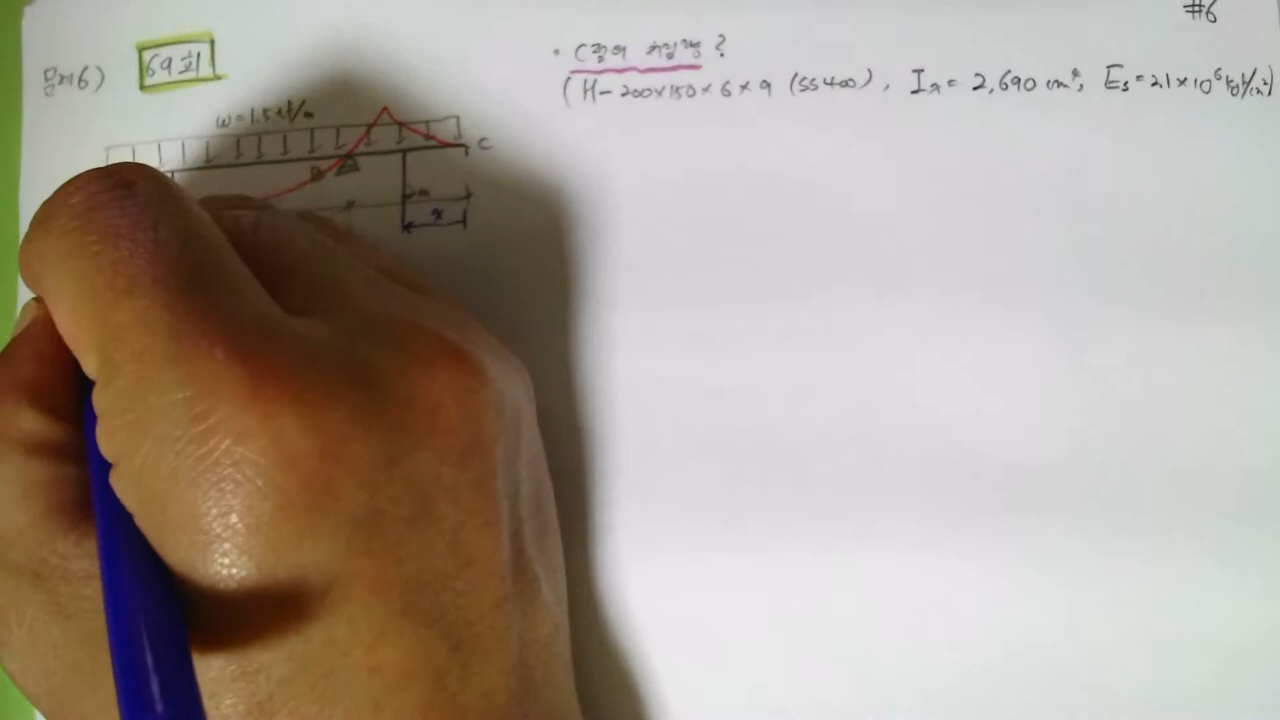 #6
문제6) 69회
• C점의 처짐량 ?
(H-200×150×6×9 (SS400), Ix = 2,690 cm⁴, Es = 2.1×10⁶ kgf/cm²)
ω=1.5tf/m
C
B
x